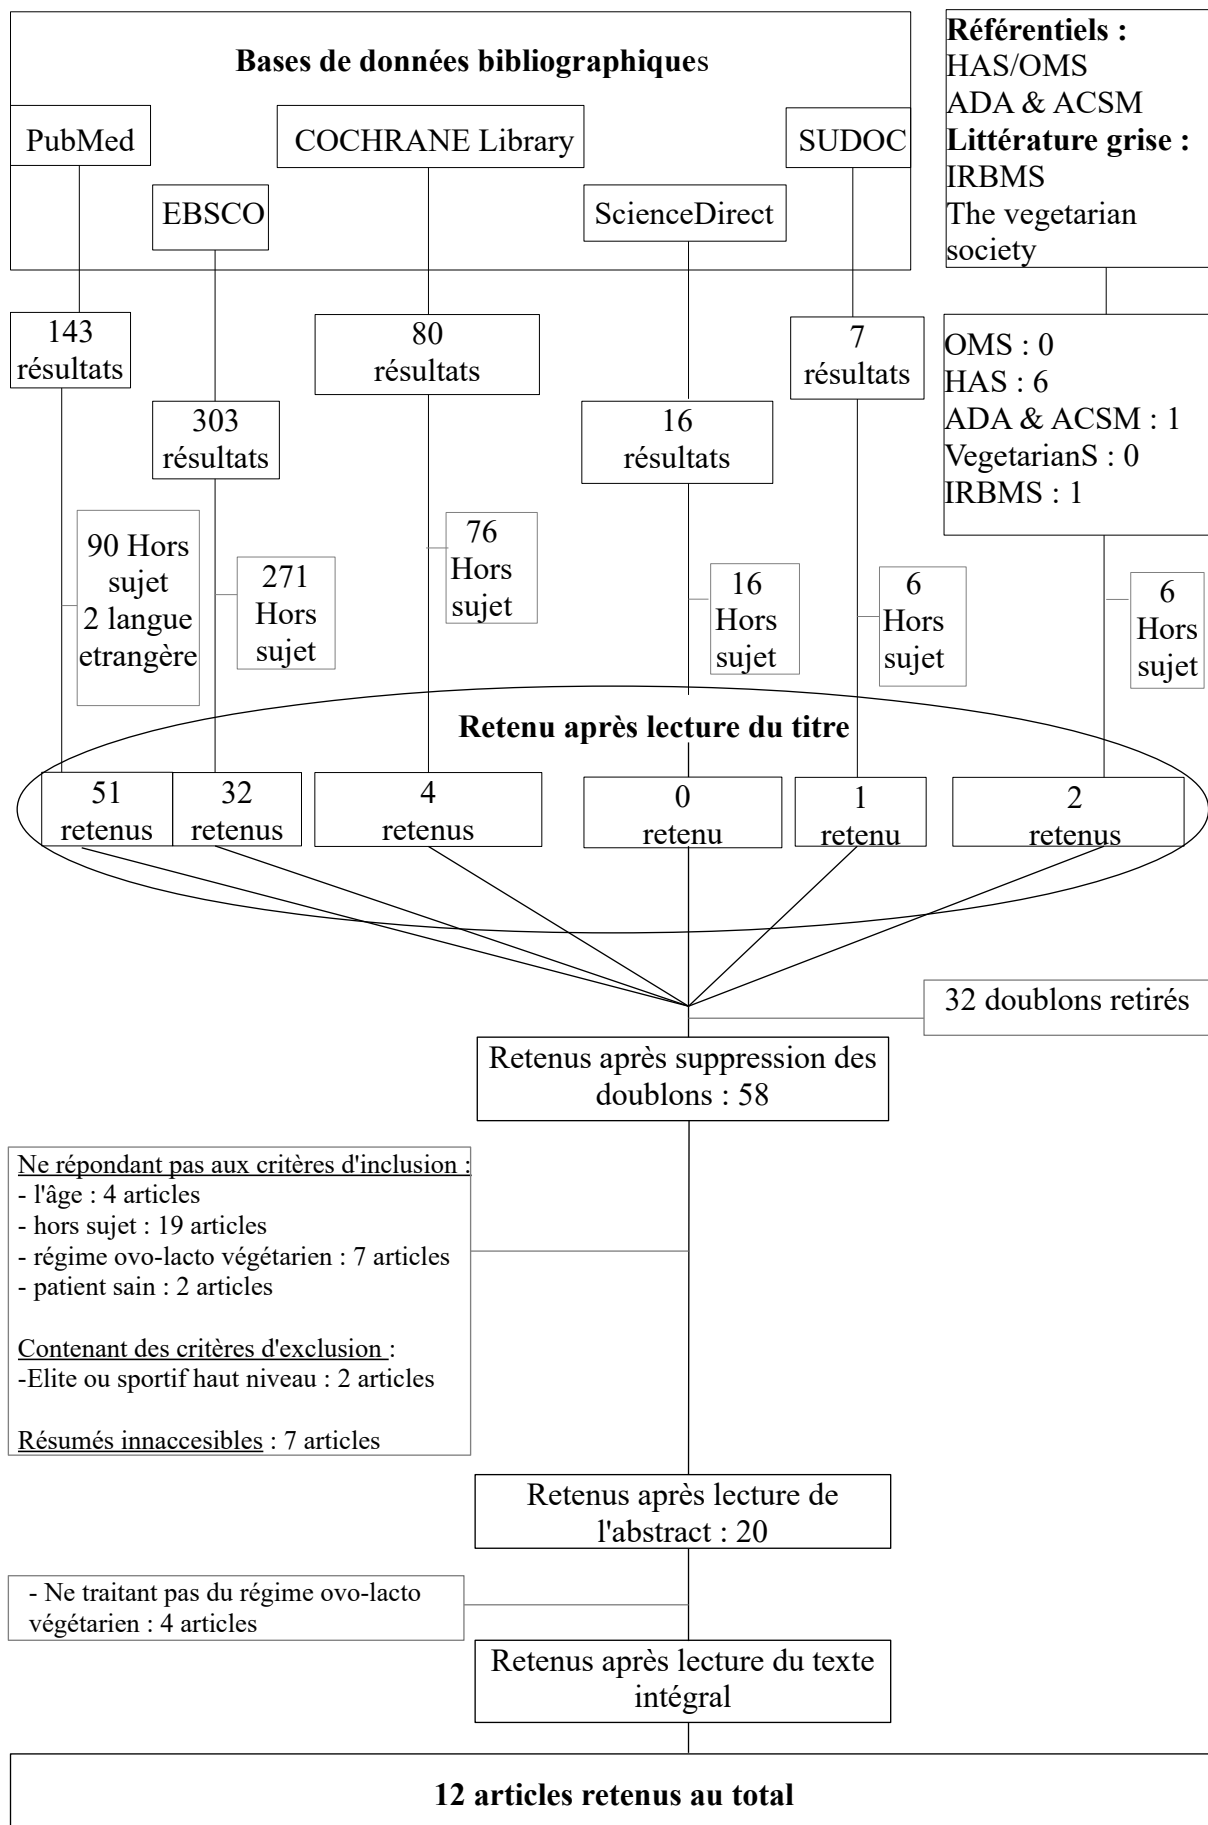 Bases de données bibliographiques
PubMed
COCHRANE Library
SUDOC
EBSCO
ScienceDirect
Référentiels :
HAS/OMS
ADA & ACSM
Littérature grise :
IRBMS
The vegetarian
society
143
résultats
303
résultats
80
résultats
16
résultats
7
résultats
OMS : 0
HAS : 6
ADA & ACSM : 1
VegetarianS : 0
IRBMS : 1
90 Hors
sujet
2 langue
etrangère
271
Hors
sujet
76
Hors
sujet
16
Hors
sujet
6
Hors
sujet
6
Hors
sujet
Retenu après lecture du titre
51
retenus
32
retenus
4
retenus
0
retenu
1
retenu
2
retenus
32 doublons retirés
Retenus après suppression des
doublons : 58
Ne répondant pas aux critères d'inclusion :
- l'âge : 4 articles
- hors sujet : 19 articles
- régime ovo-lacto végétarien : 7 articles
- patient sain : 2 articles
Contenant des critères d'exclusion :
-Elite ou sportif haut niveau : 2 articles
Résumés innaccesibles : 7 articles
Retenus après lecture de
l'abstract : 20
- Ne traitant pas du régime ovo-lacto
végétarien : 4 articles
Retenus après lecture du texte
intégral
12 articles retenus au total